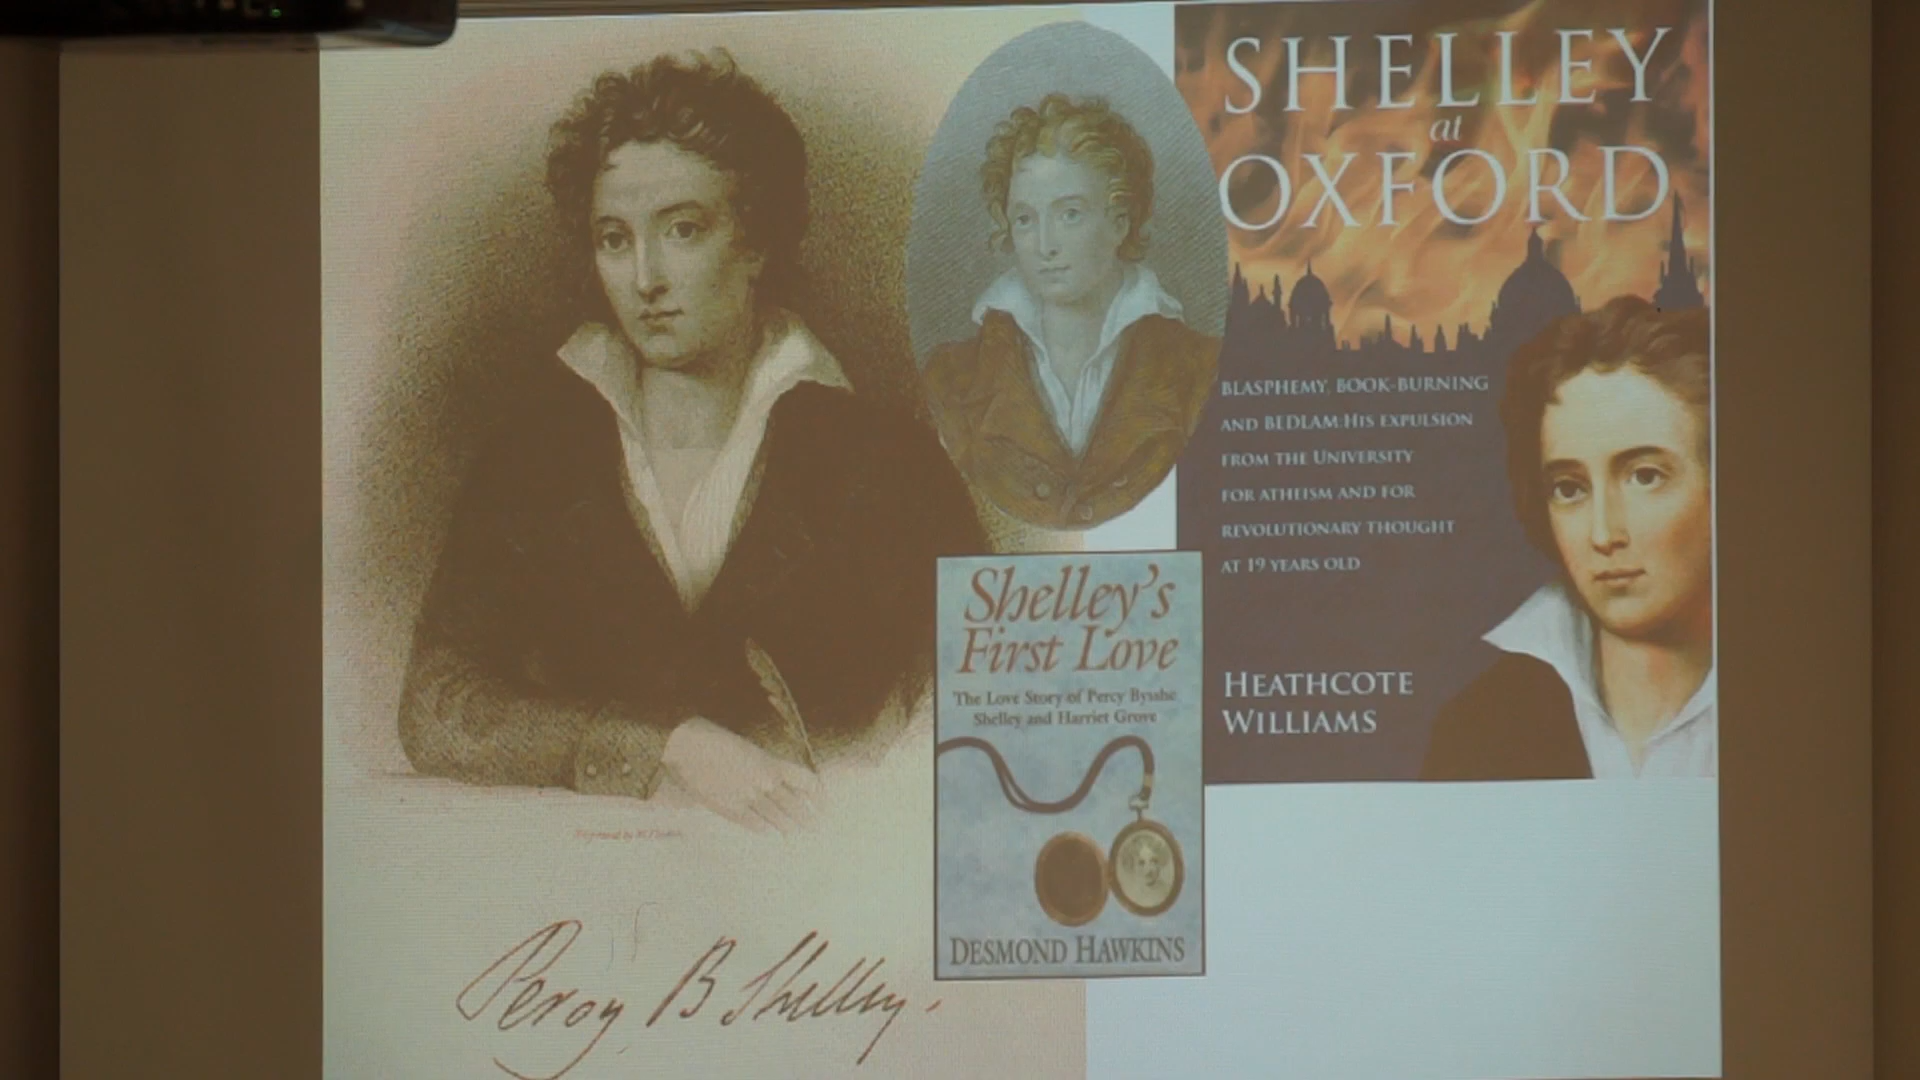 SHELLEY
at
OXFORD
BLASPHEMY, BOOK-BURNING
AND BEDLAM: HIS EXPULSION
FROM THE UNIVERSITY
FOR ATHEISM AND FOR
REVOLUTIONARY THOUGHT
AT 19 YEARS OLD
HEATHCOTE
WILLIAMS
Shelley's
First Love
The Love Story of Percy Bysshe
Shelley and Harriet Grove
DESMOND HAWKINS
Percy B Shelley.